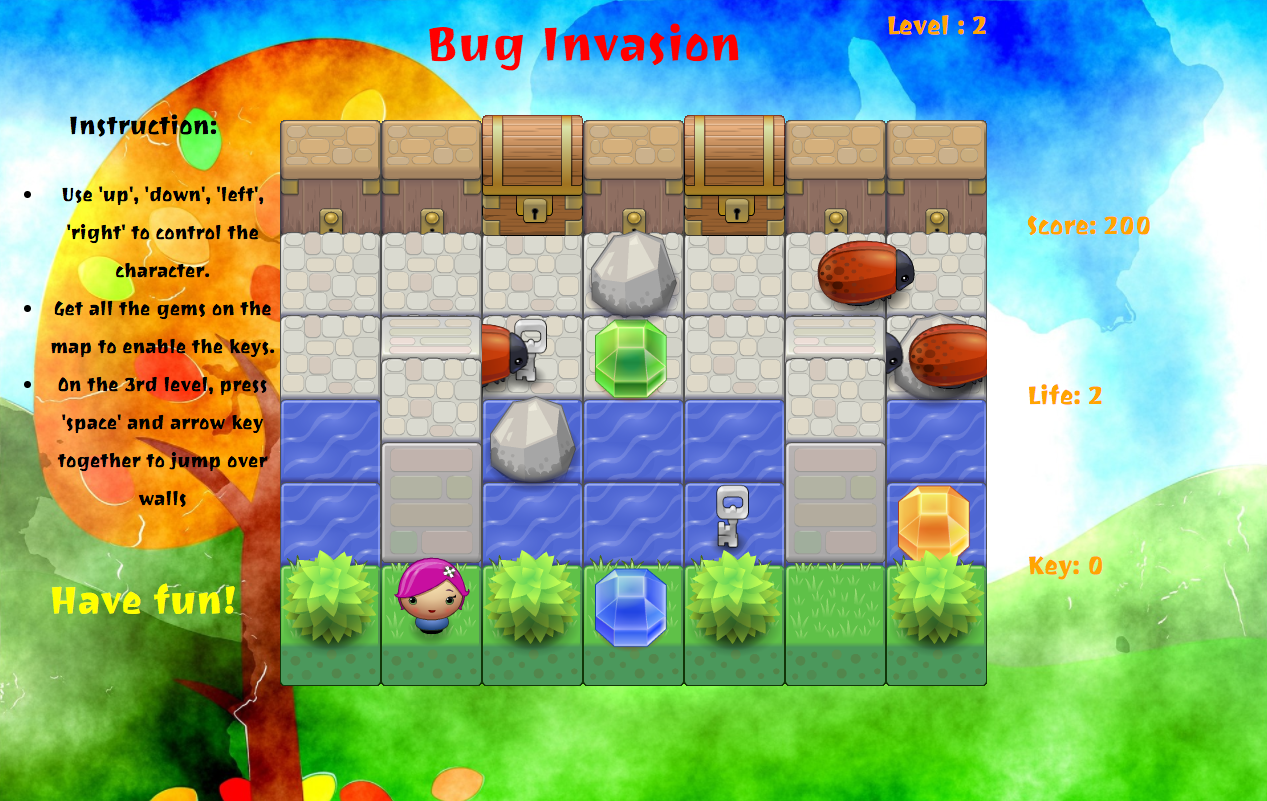 Bug Invasion
Level : 2
Instruction:
• Use 'up', 'down', 'left',
'right' to control the
character.
• Get all the gems on the
map to enable the keys.
• On the 3rd level, press
'space' and arrow key
together to jump over
walls
Have fun!
Score: 200
Life: 2
Key: 0